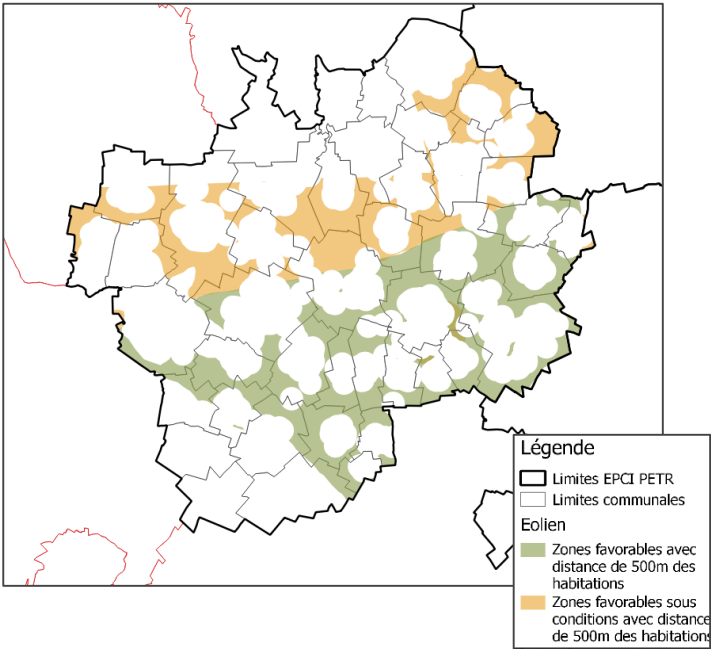 Légende
Limites EPCI PETR
Limites communales
Eolien
Zones favorables avec
distance de 500m des
habitations
Zones favorables sous
conditions avec distance
de 500m des habitations